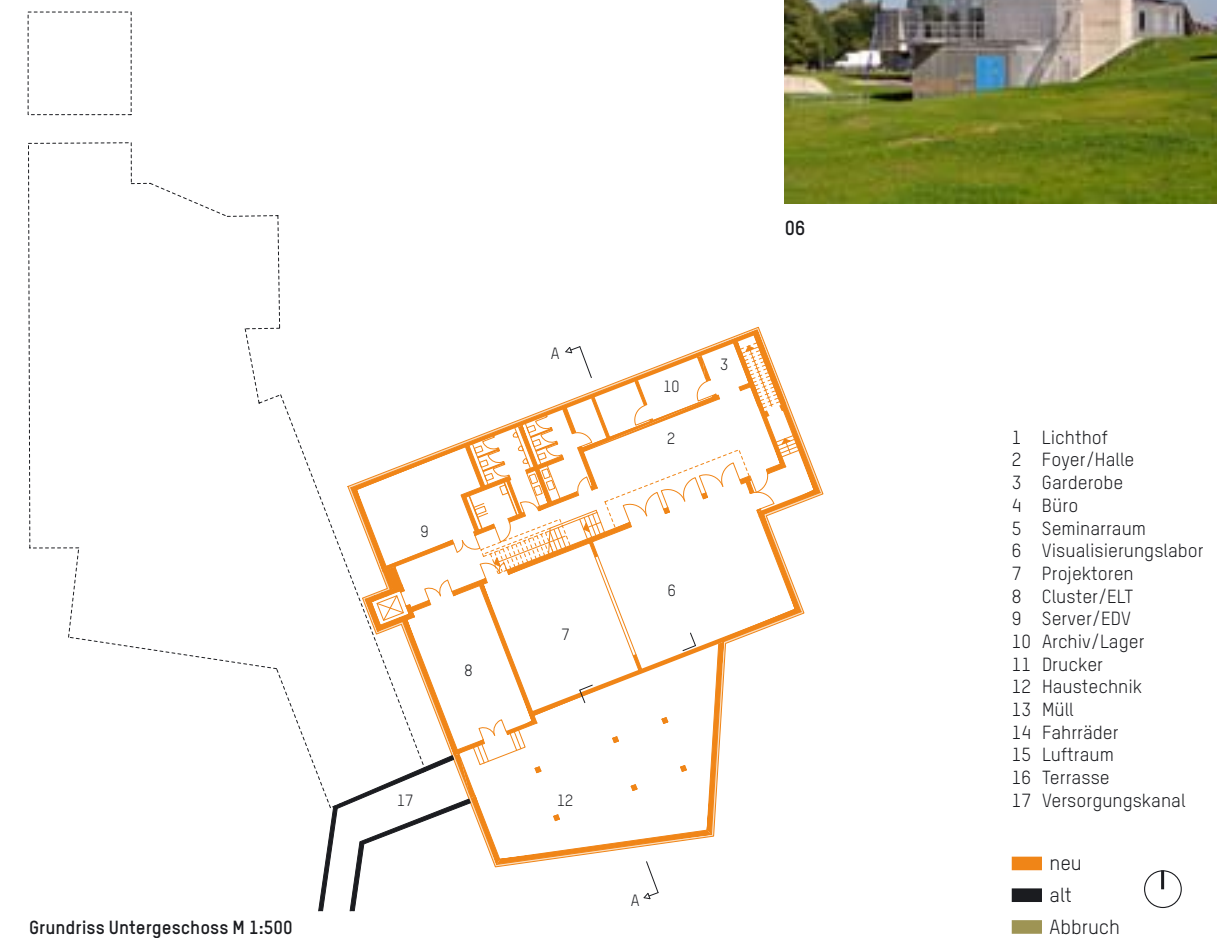 06
A
3
10
2
9
6
7
8
17
12
A
1 Lichthof
2 Foyer/Halle
3 Garderobe
4 Büro
5 Seminarraum
6 Visualisierungslabor
7 Projektoren
8 Cluster/ELT
9 Server/EDV
10 Archiv/Lager
11 Drucker
12 Haustechnik
13 Müll
14 Fahrräder
15 Luftraum
16 Terrasse
17 Versorgungskanal
neu
alt
Abbruch
Grundriss Untergeschoss M 1:500